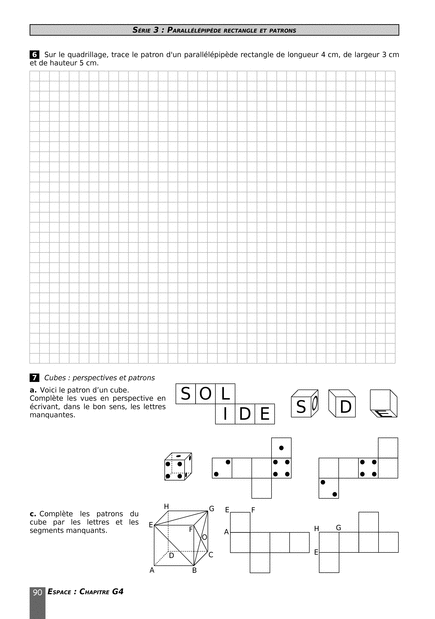 SÉRIE 3 : PARALLÉLÉPIPÈDE RECTANGLE ET PATRONS
6 Sur le quadrillage, trace le patron d'un parallélépipède rectangle de longueur 4 cm, de largeur 3 cm
et de hauteur 5 cm.
7 Cubes : perspectives et patrons
a. Voici le patron d'un cube.
Complète les vues en perspective en
écrivant, dans le bon sens, les lettres
manquantes.
S O L
I D E
S O
D
E
c. Complète les patrons du
cube par les lettres et les
segments manquants.
H
G
E
F
O
D
C
A
B
E F
A
H G
E
90 ESPACE : CHAPITRE G4